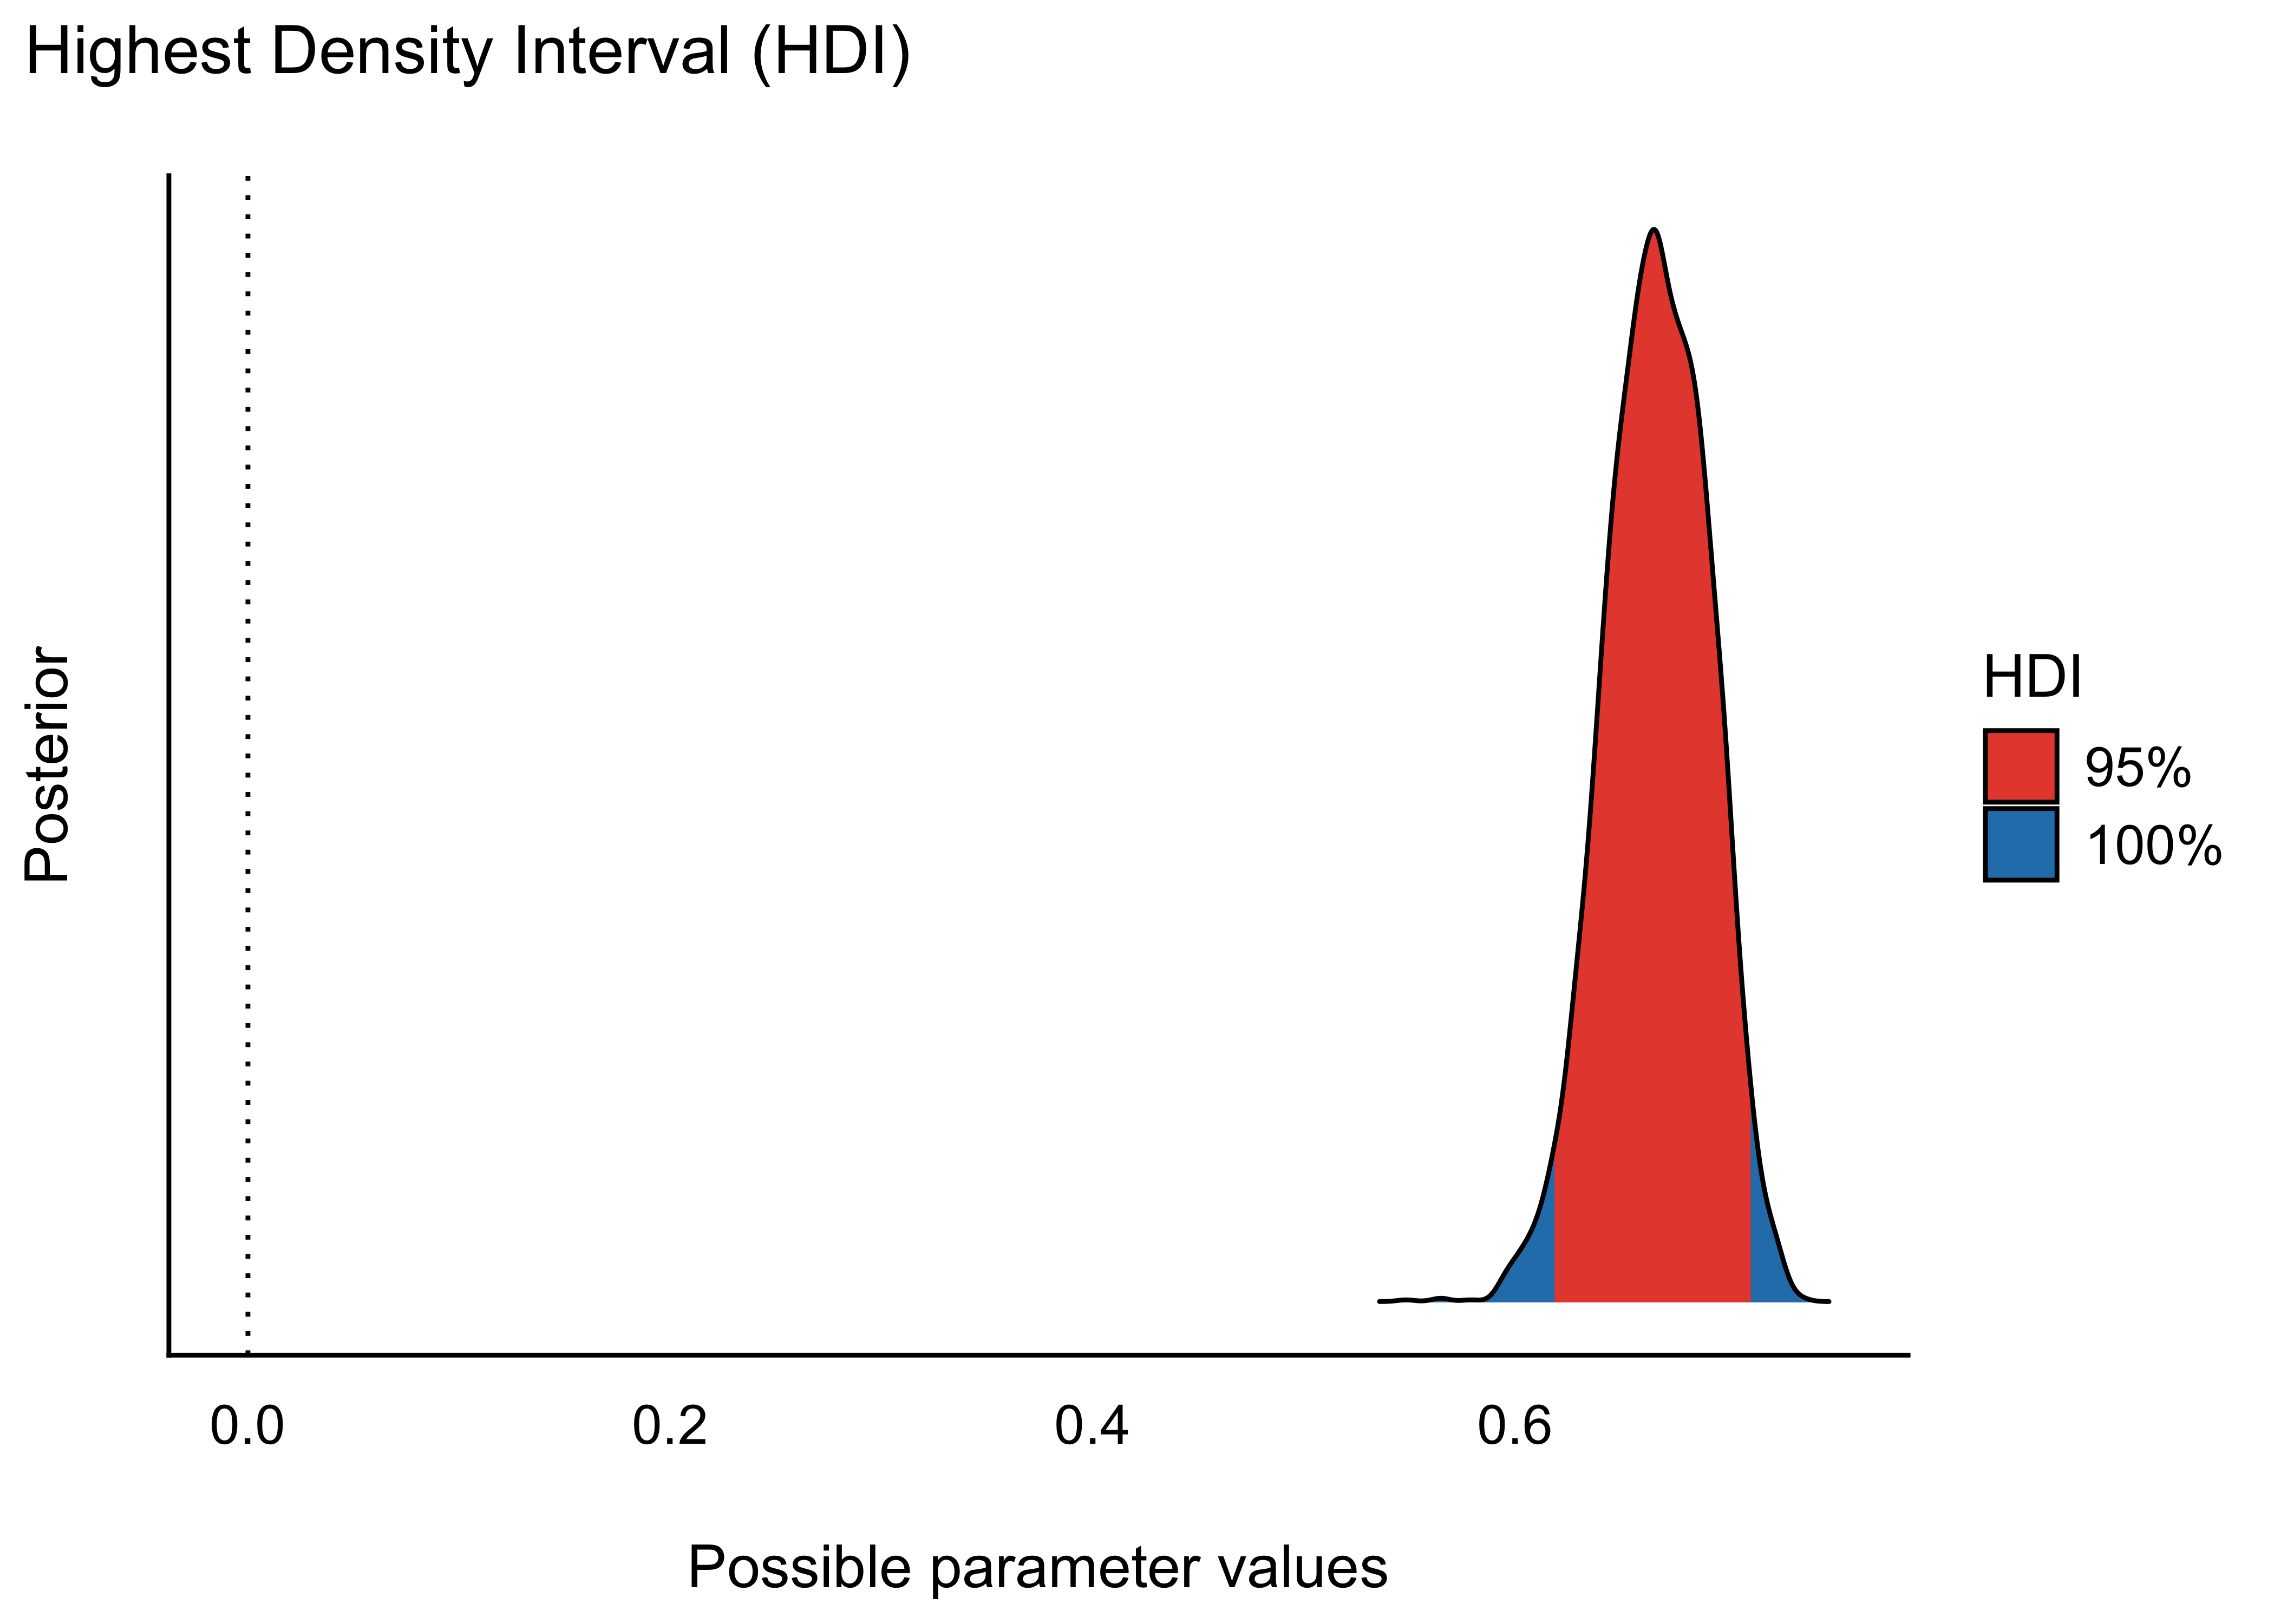 Highest Density Interval (HDI)
Posterior
HDI
95%
100%
0.0
0.2
0.4
0.6
Possible parameter values